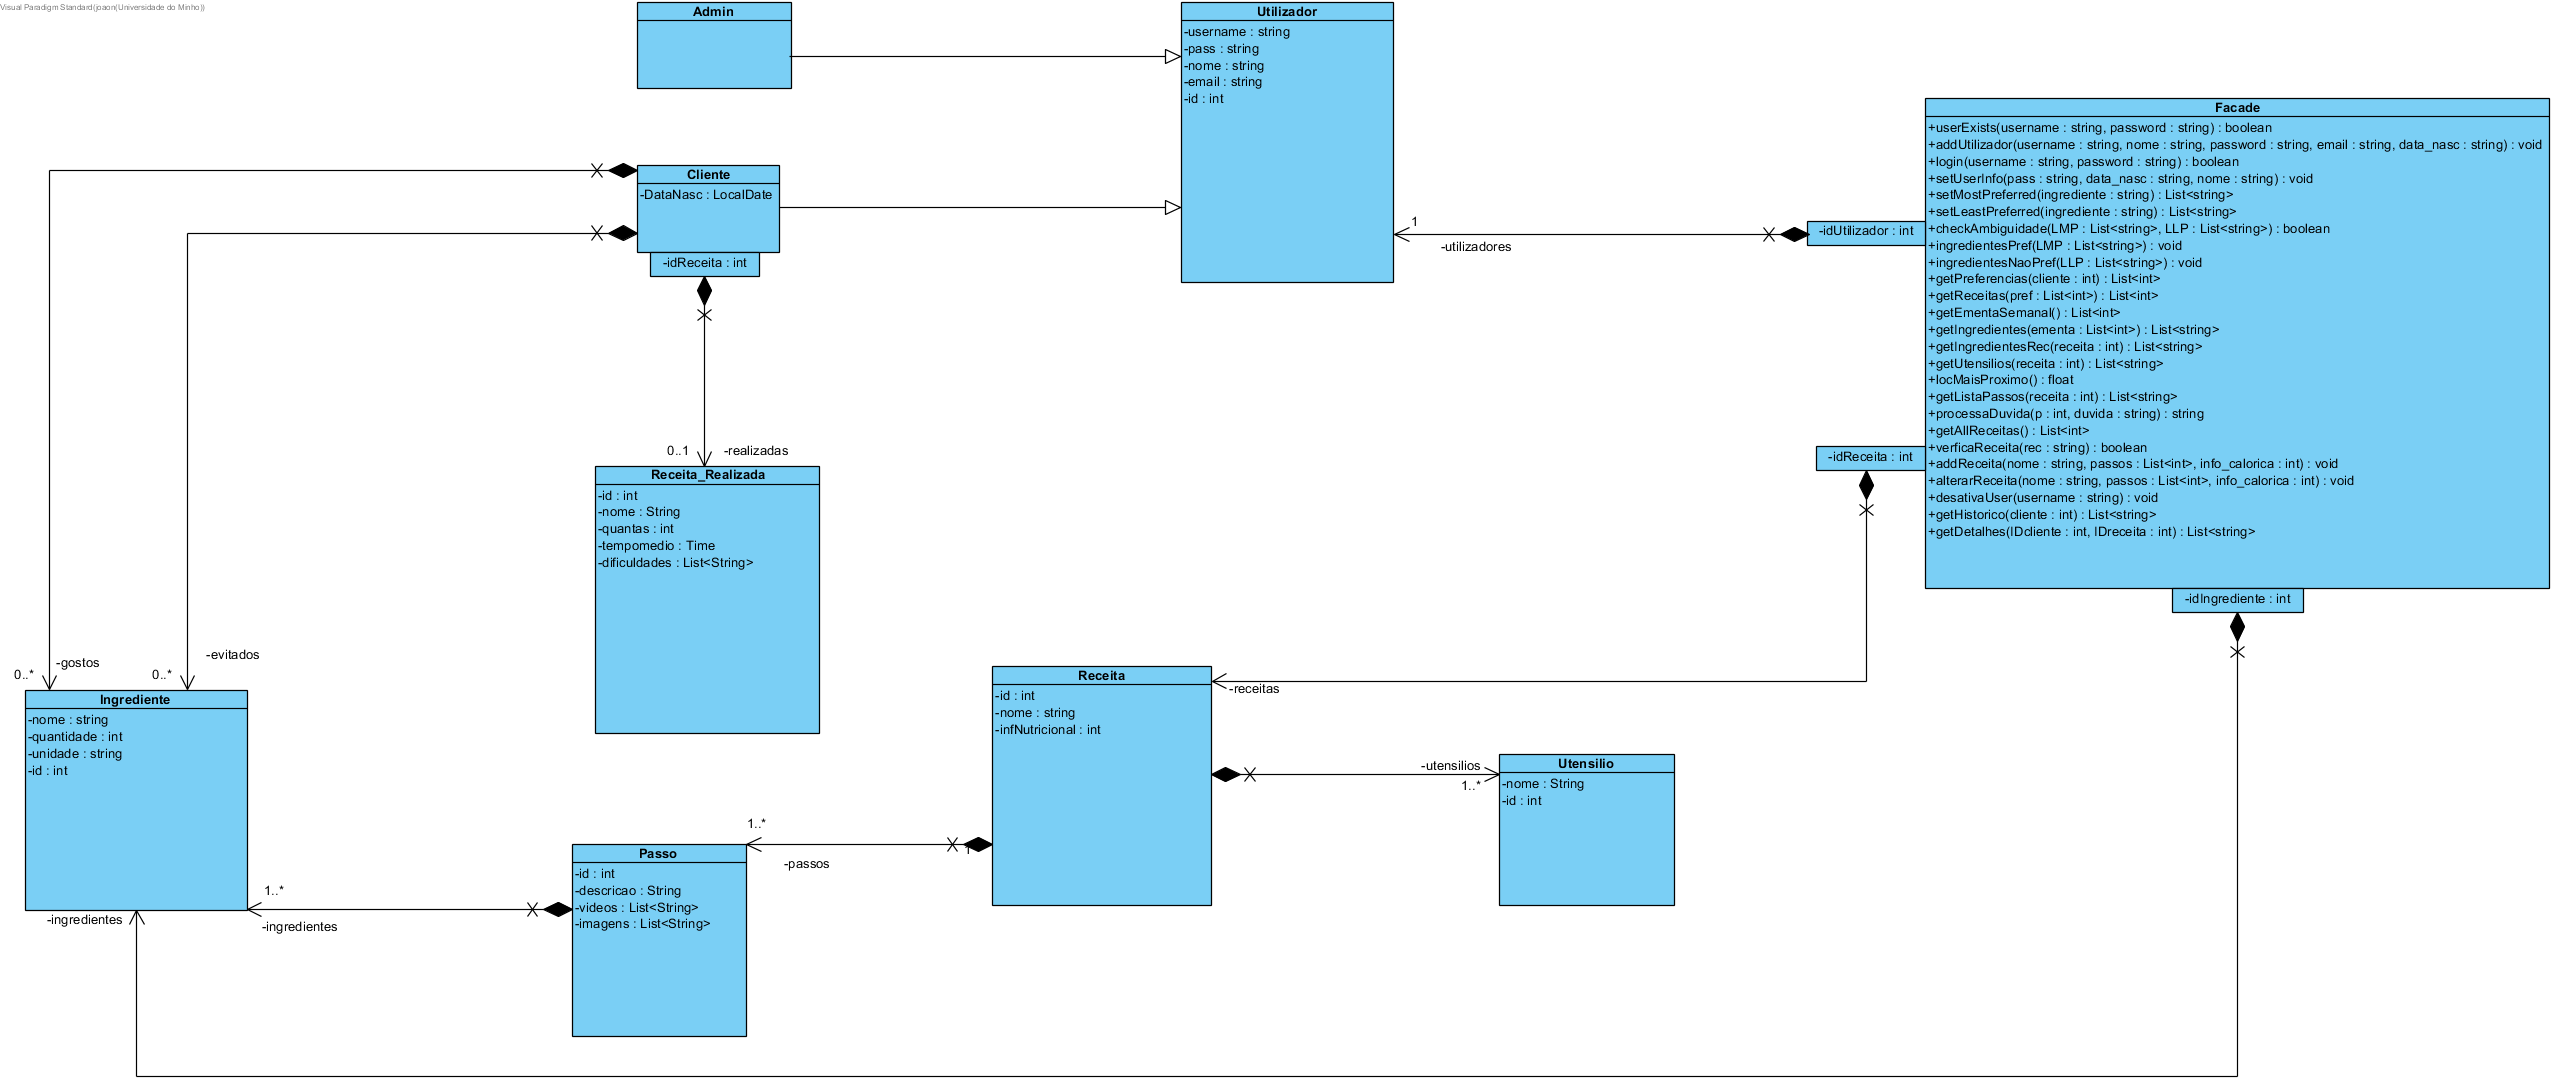 Visual Paradigm Standard(joaon(Universidade do Minho))
Admin
Utilizador
-username : string
-pass : string
-nome : string
-email : string
-id : int
Facade
+userExists(username : string, password : string) : boolean
+addUtilizador(username : string, nome : string, password : string, email : string, data_nasc : string) : void
+login(username : string, password : string) : boolean
+setUserInfo(pass : string, data_nasc : string, nome : string) : void
+setMostPreferred(ingrediente : string) : List<string>
+setLeastPreferred(ingrediente : string) : List<string>
+checkAmbiguidade(LMP : List<string>, LLP : List<string>) : boolean
+ingredientesPref(LMP : List<string>) : void
+ingredientesNaoPref(LLP : List<string>) : void
+getPreferencias(cliente : int) : List<int>
+getReceitas(pref : List<int>) : List<int>
+getEmentaSemanal() : List<int>
+getIngredientes(ementa : List<int>) : List<string>
+getIngredientesRec(receita : int) : List<string>
+getUtensilios(receita : int) : List<string>
+locMaisProximo() : float
+getListaPassos(receita : int) : List<string>
+processaDuvida(p : int, duvida : string) : string
+getAllReceitas() : List<int>
+verficaReceita(rec : string) : boolean
+addReceita(nome : string, passos : List<int>, info_calorica : int) : void
+alterarReceita(nome : string, passos : List<int>, info_calorica : int) : void
+desativaUser(username : string) : void
+getHistorico(cliente : int) : List<string>
+getDetalhes(IDcliente : int, IDreceita : int) : List<string>
-idUtilizador : int
1
-utilizadores
-idReceita : int
-idIngrediente : int
Cliente
-DataNasc : LocalDate
-idReceita : int
0..1
-realizadas
Receita_Realizada
-id : int
-nome : String
-quantas : int
-tempomedio : Time
-dificuldades : List<String>
-gostos
0..*
-evitados
0..*
Ingrediente
-nome : string
-quantidade : int
-unidade : string
-id : int
Receita
-id : int
-nome : string
-infNutricional : int
-receitas
-utensilios
1..*
Utensilio
-nome : String
-id : int
1..*
-passos
1
Passo
-id : int
-descricao : String
-videos : List<String>
-imagens : List<String>
1..*
-ingredientes
-ingredientes